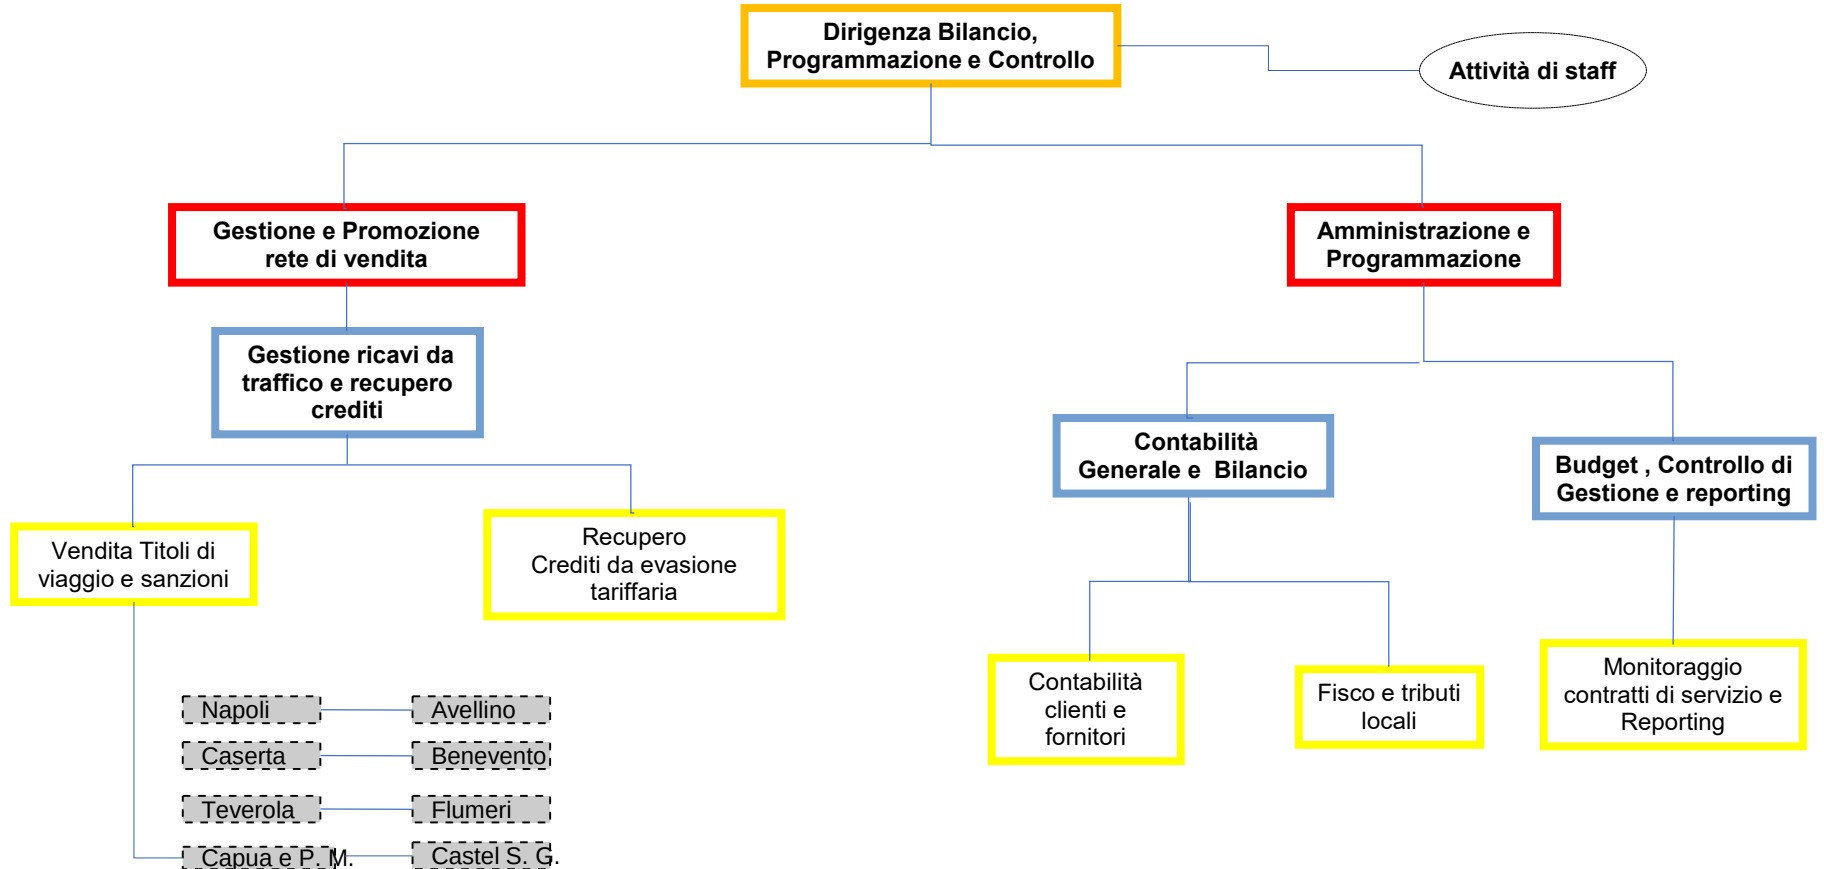 Dirigenza Bilancio,
Programmazione e Controllo
Attività di staff
Gestione e Promozione
rete di vendita
Amministrazione e
Programmazione
Gestione ricavi da
traffico e recupero
crediti
Contabilità
Generale e  Bilancio
Budget , Controllo di
Gestione e reporting
Vendita Titoli di
viaggio e sanzioni
Recupero
Crediti da evasione
tariffaria
Contabilità
clienti e
fornitori
Fisco e tributi
locali
Monitoraggio
contratti di servizio e
Reporting
Napoli
Avellino
Caserta
Benevento
Teverola
Flumeri
Capua e P. M.
Castel S. G.